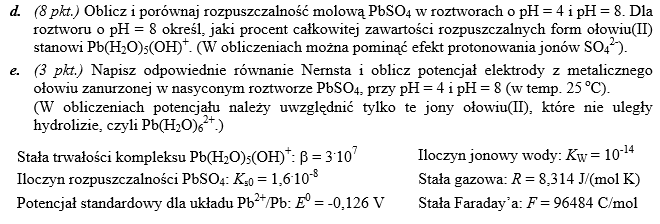 d. (8 pkt.) Oblicz i porównaj rozpuszczalność molową PbSO₄ w roztworach o pH = 4 i pH = 8. Dla
roztworu o pH = 8 określ, jaki procent całkowitej zawartości rozpuszczalnych form ołowiu(II)
stanowi Pb(H₂O)₅(OH)⁺. (W obliczeniach można pominąć efekt protonowania jonów SO₄²⁻).
e. (3 pkt.) Napisz odpowiednie równanie Nernsta i oblicz potencjał elektrody z metalicznego
ołowiu zanurzonej w nasyconym roztworze PbSO₄, przy pH = 4 i pH = 8 (w temp. 25 °C).
(W obliczeniach potencjału należy uwzględnić tylko te jony ołowiu(II), które nie uległy
hydrolizie, czyli Pb(H₂O)₆²⁺.)
Stała trwałości kompleksu Pb(H₂O)₅(OH)⁺: β = 3·10⁷ Iloczyn jonowy wody: K_W = 10⁻¹⁴
Iloczyn rozpuszczalności PbSO₄: Kₛ₀ = 1,6·10⁻⁸ Stała gazowa: R = 8,314 J/(mol K)
Potencjał standardowy dla układu Pb²⁺/Pb: E⁰ = -0,126 V Stała Faraday’a: F = 96484 C/mol